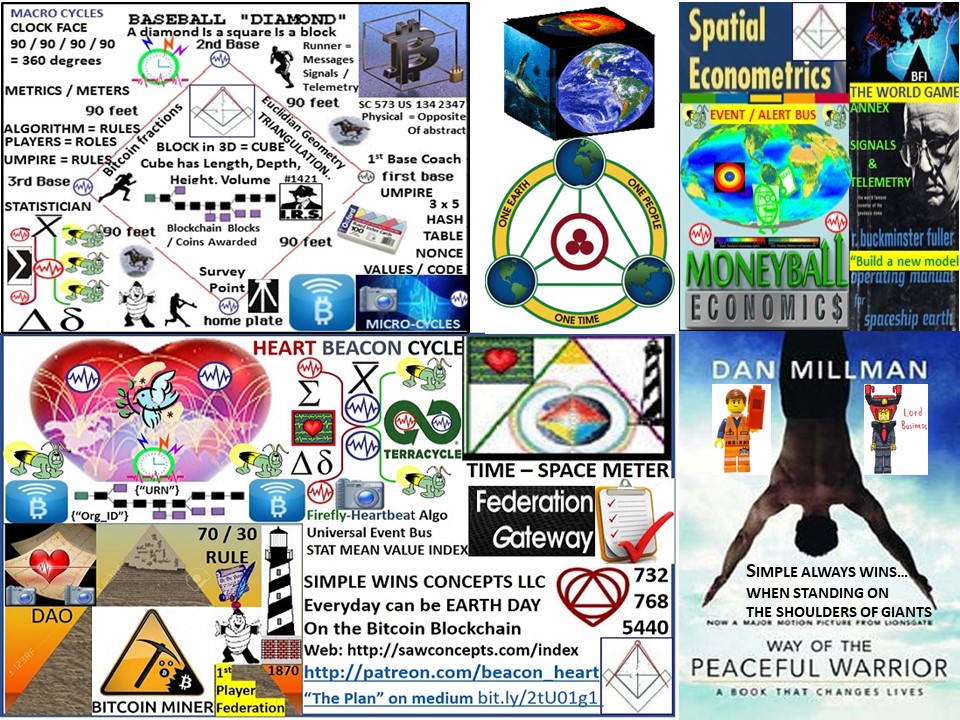 MACRO CYCLES
CLOCK FACE
90 / 90 / 90 / 90
= 360 degrees
METRICS / METERS
BASEBALL "DIAMOND"
A diamond Is a square Is a block
2nd Base
Runner =
Messages
Signals /
Telemetry
90 feet
90 feet
SC 573 US 134 2347
Physical = Opposite
Of abstract
ALGORITHM = RULES
PLAYERS = ROLES
UMPIRE = RULES
Bitcoin fractions
Euclidian Geometry
TRIANGULATION.
BLOCK in 3D = CUBE
Cube has Length, Depth,
Height. Volume
#1421
I.R.S.
3rd Base
1st Base Coach
first base
UMPIRE
STATISTICIAN
X
Σ
Δ δ
90 feet
Blockchain Blocks
/ Coins Awarded
90 feet
Oxford
Index Cards
100
3 x 5
HASH
TABLE
NONCE
VALUES / CODE
Survey
Point
home plate
MICRO-CYCLES
ONE EARTH
ONE PEOPLE
ONE TIME
Spatial
Econometrics
EVENT / ALERT BUS
MONEYBALL
ECONOMIC$
BFI
THE WORLD GAME
ANNEX
SIGNALS
&
TELEMETRY
r. buckminster fuller
"Build a new model
operating manual
for
spaceship earth
HEART BEACON CYCLE
Σ
X
Δδ
TERRACYCLE
{"URN"}
{"Org_ID"}
Firefly-Heartbeat Algo
Universal Event Bus
STAT MEAN VALUE INDEX
TIME – SPACE METER
Federation
Gateway
70 / 30
RULE
DAO
BITCOIN MINER
1st
Player
Federation
1870
SIMPLE WINS CONCEPTS LLC
Everyday can be EARTH DAY
On the Bitcoin Blockchain
Web: http://sawconcepts.com/index
http://patreon.com/beacon_heart
"The Plan" on medium bit.ly/2tU01g1
732
768
5440
DAN MILLMAN
Lord
Business
SIMPLE ALWAYS WINS...
WHEN STANDING ON
THE SHOULDERS OF GIANTS
NOW A MAJOR MOTION PICTURE FROM LIONSGATE
WAY OF THE
PEACEFUL WARRIOR
A BOOK THAT CHANGES LIVES